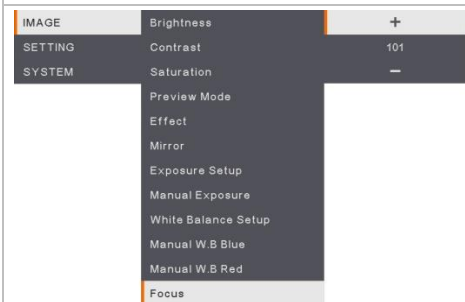 IMAGE
SETTING
SYSTEM
Brightness
Contrast
Saturation
Preview Mode
Effect
Mirror
Exposure Setup
Manual Exposure
White Balance Setup
Manual W.B Blue
Manual W.B Red
Focus
+
101
−